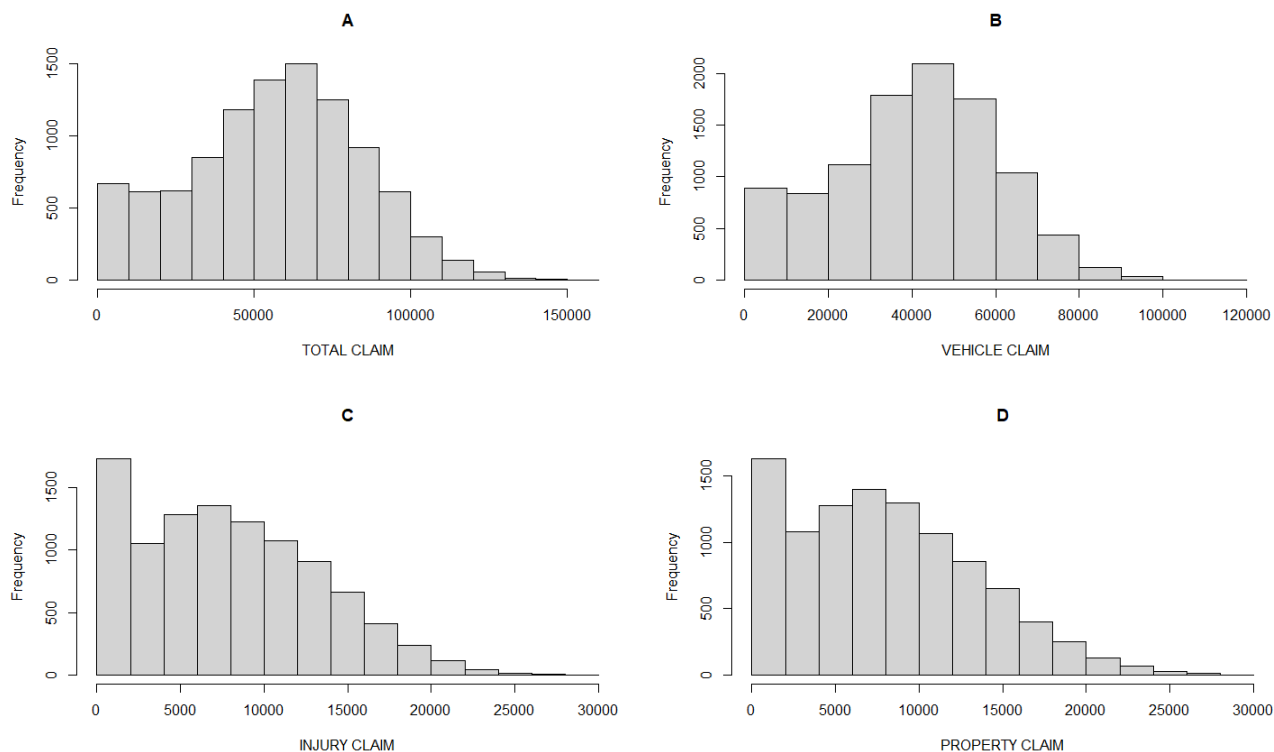 A
Frequency
0 500 1000 1500
0 50000 100000 150000
TOTAL CLAIM
B
Frequency
0 500 1000 1500 2000
0 20000 40000 60000 80000 100000 120000
VEHICLE CLAIM
C
Frequency
0 500 1000 1500
0 5000 10000 15000 20000 25000 30000
INJURY CLAIM
D
Frequency
0 500 1000 1500
0 5000 10000 15000 20000 25000 30000
PROPERTY CLAIM